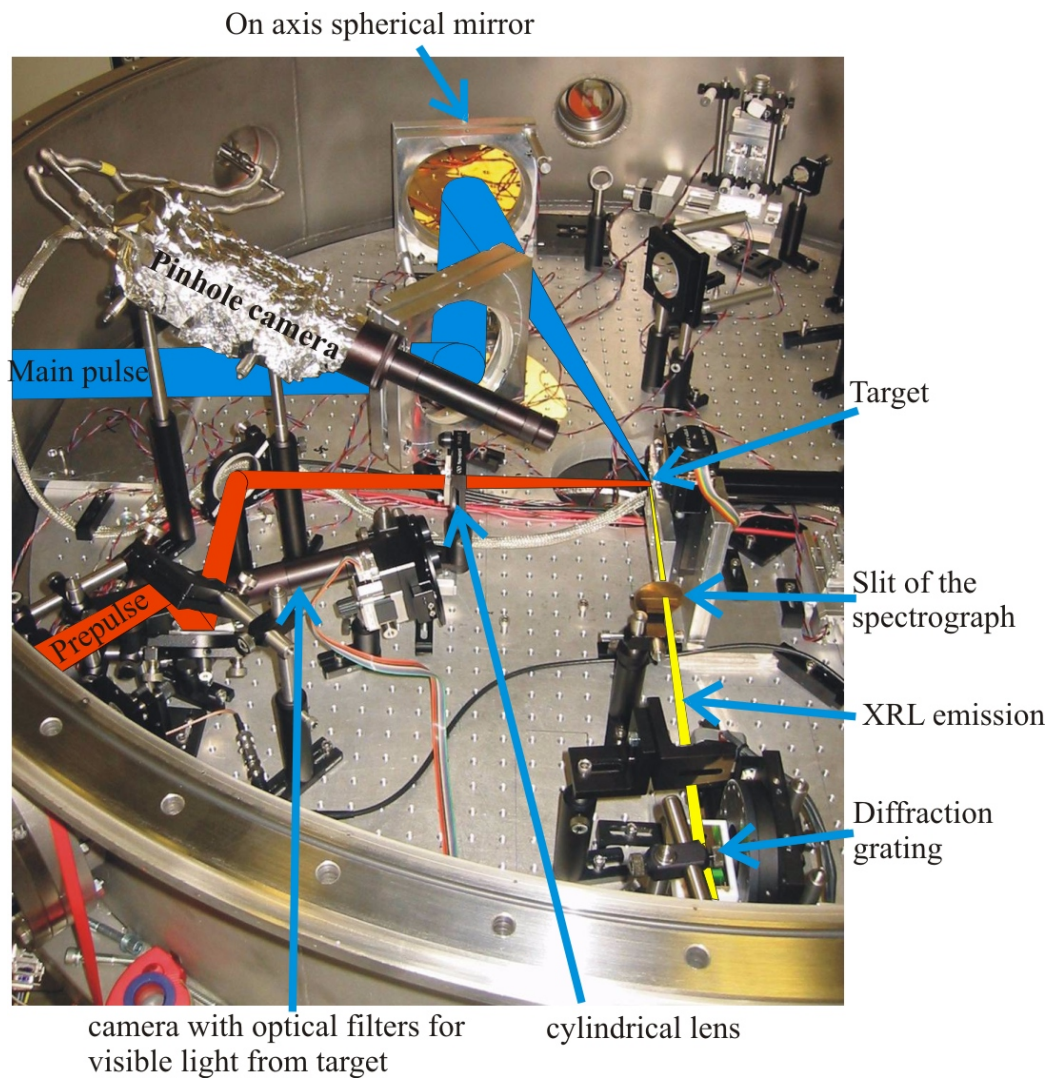 On axis spherical mirror
Pinhole camera
Main pulse
Target
Prepulse
Slit of the
spectrograph
XRL emission
Diffraction
grating
camera with optical filters for
visible light from target
cylindrical lens